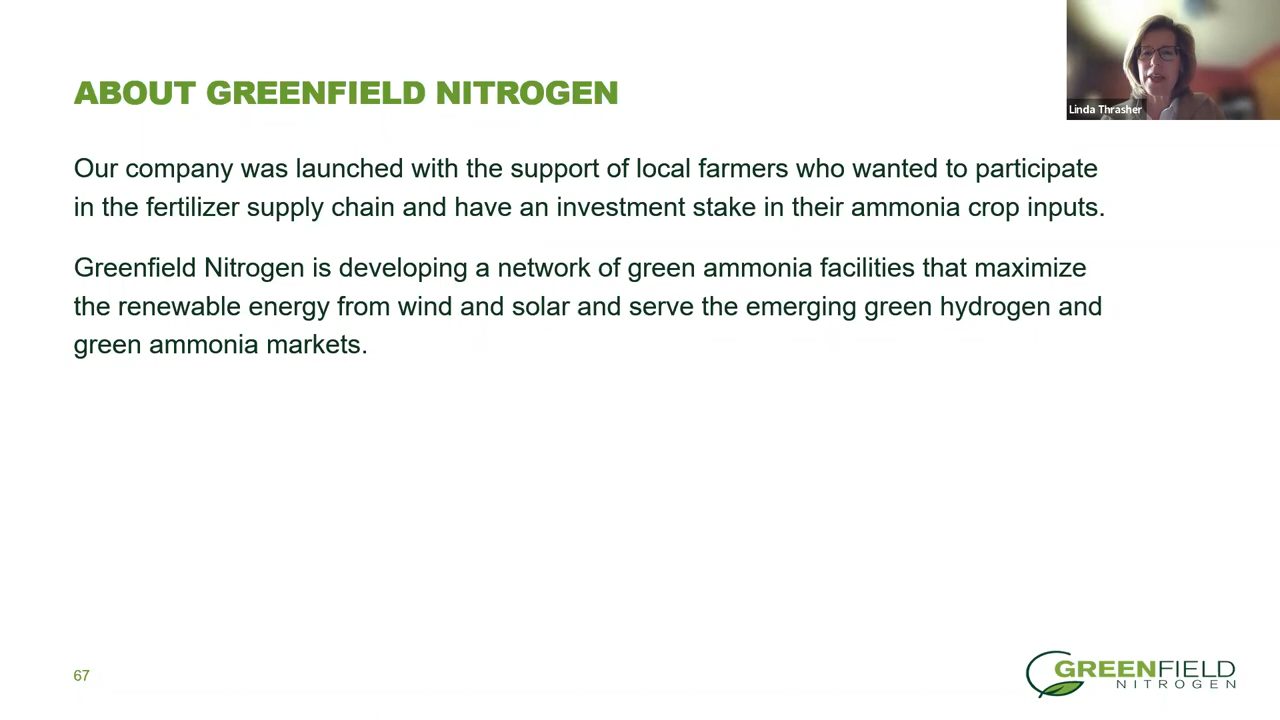 Linda Thrasher
ABOUT GREENFIELD NITROGEN
Our company was launched with the support of local farmers who wanted to participate
in the fertilizer supply chain and have an investment stake in their ammonia crop inputs.
Greenfield Nitrogen is developing a network of green ammonia facilities that maximize
the renewable energy from wind and solar and serve the emerging green hydrogen and
green ammonia markets.
67
GREENFIELD
NITROGEN